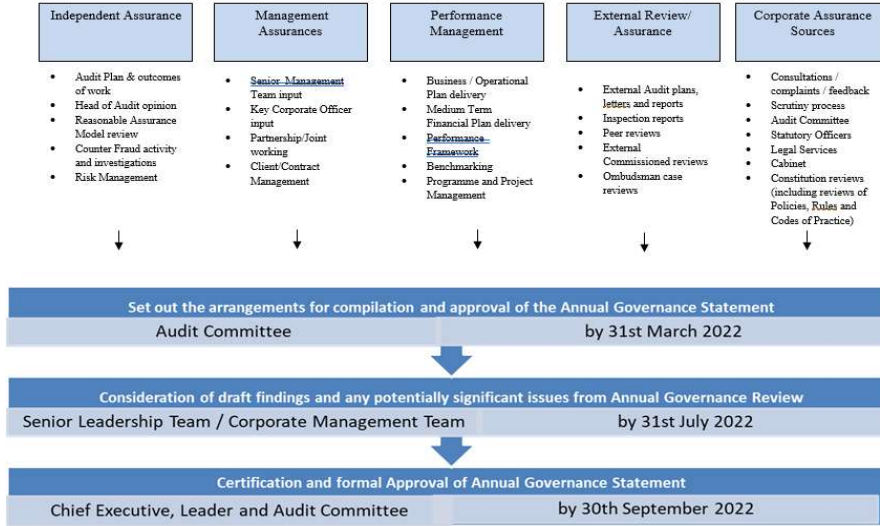 Independent Assurance
Management
Assurances
Performance
Management
External Review/
Assurance
Corporate Assurance
Sources
Audit Plan & outcomes
of work
Head of Audit opinion
Reasonable Assurance
Model review
Counter Fraud activity
and investigations
Risk Management
Senior Management
Team input
Key Corporate Officer
input
Partnership/Joint
working
Client/Contract
Management
Business / Operational
Plan delivery
Medium Term
Financial Plan delivery
Performance
Framework
Benchmarking
Programme and Project
Management
External Audit plans,
letters and reports
Inspection reports
Peer reviews
External
Commissioned reviews
Ombudsman case
reviews
Consultations /
complaints / feedback
Scrutiny process
Audit Committee
Statutory Officers
Legal Services
Cabinet
Constitution reviews
(including reviews of
Policies, Rules and
Codes of Practice)
Set out the arrangements for compilation and approval of the Annual Governance Statement
Audit Committee
by 31st March 2022
Consideration of draft findings and any potentially significant issues from Annual Governance Review
Senior Leadership Team / Corporate Management Team
by 31st July 2022
Certification and formal Approval of Annual Governance Statement
Chief Executive, Leader and Audit Committee
by 30th September 2022